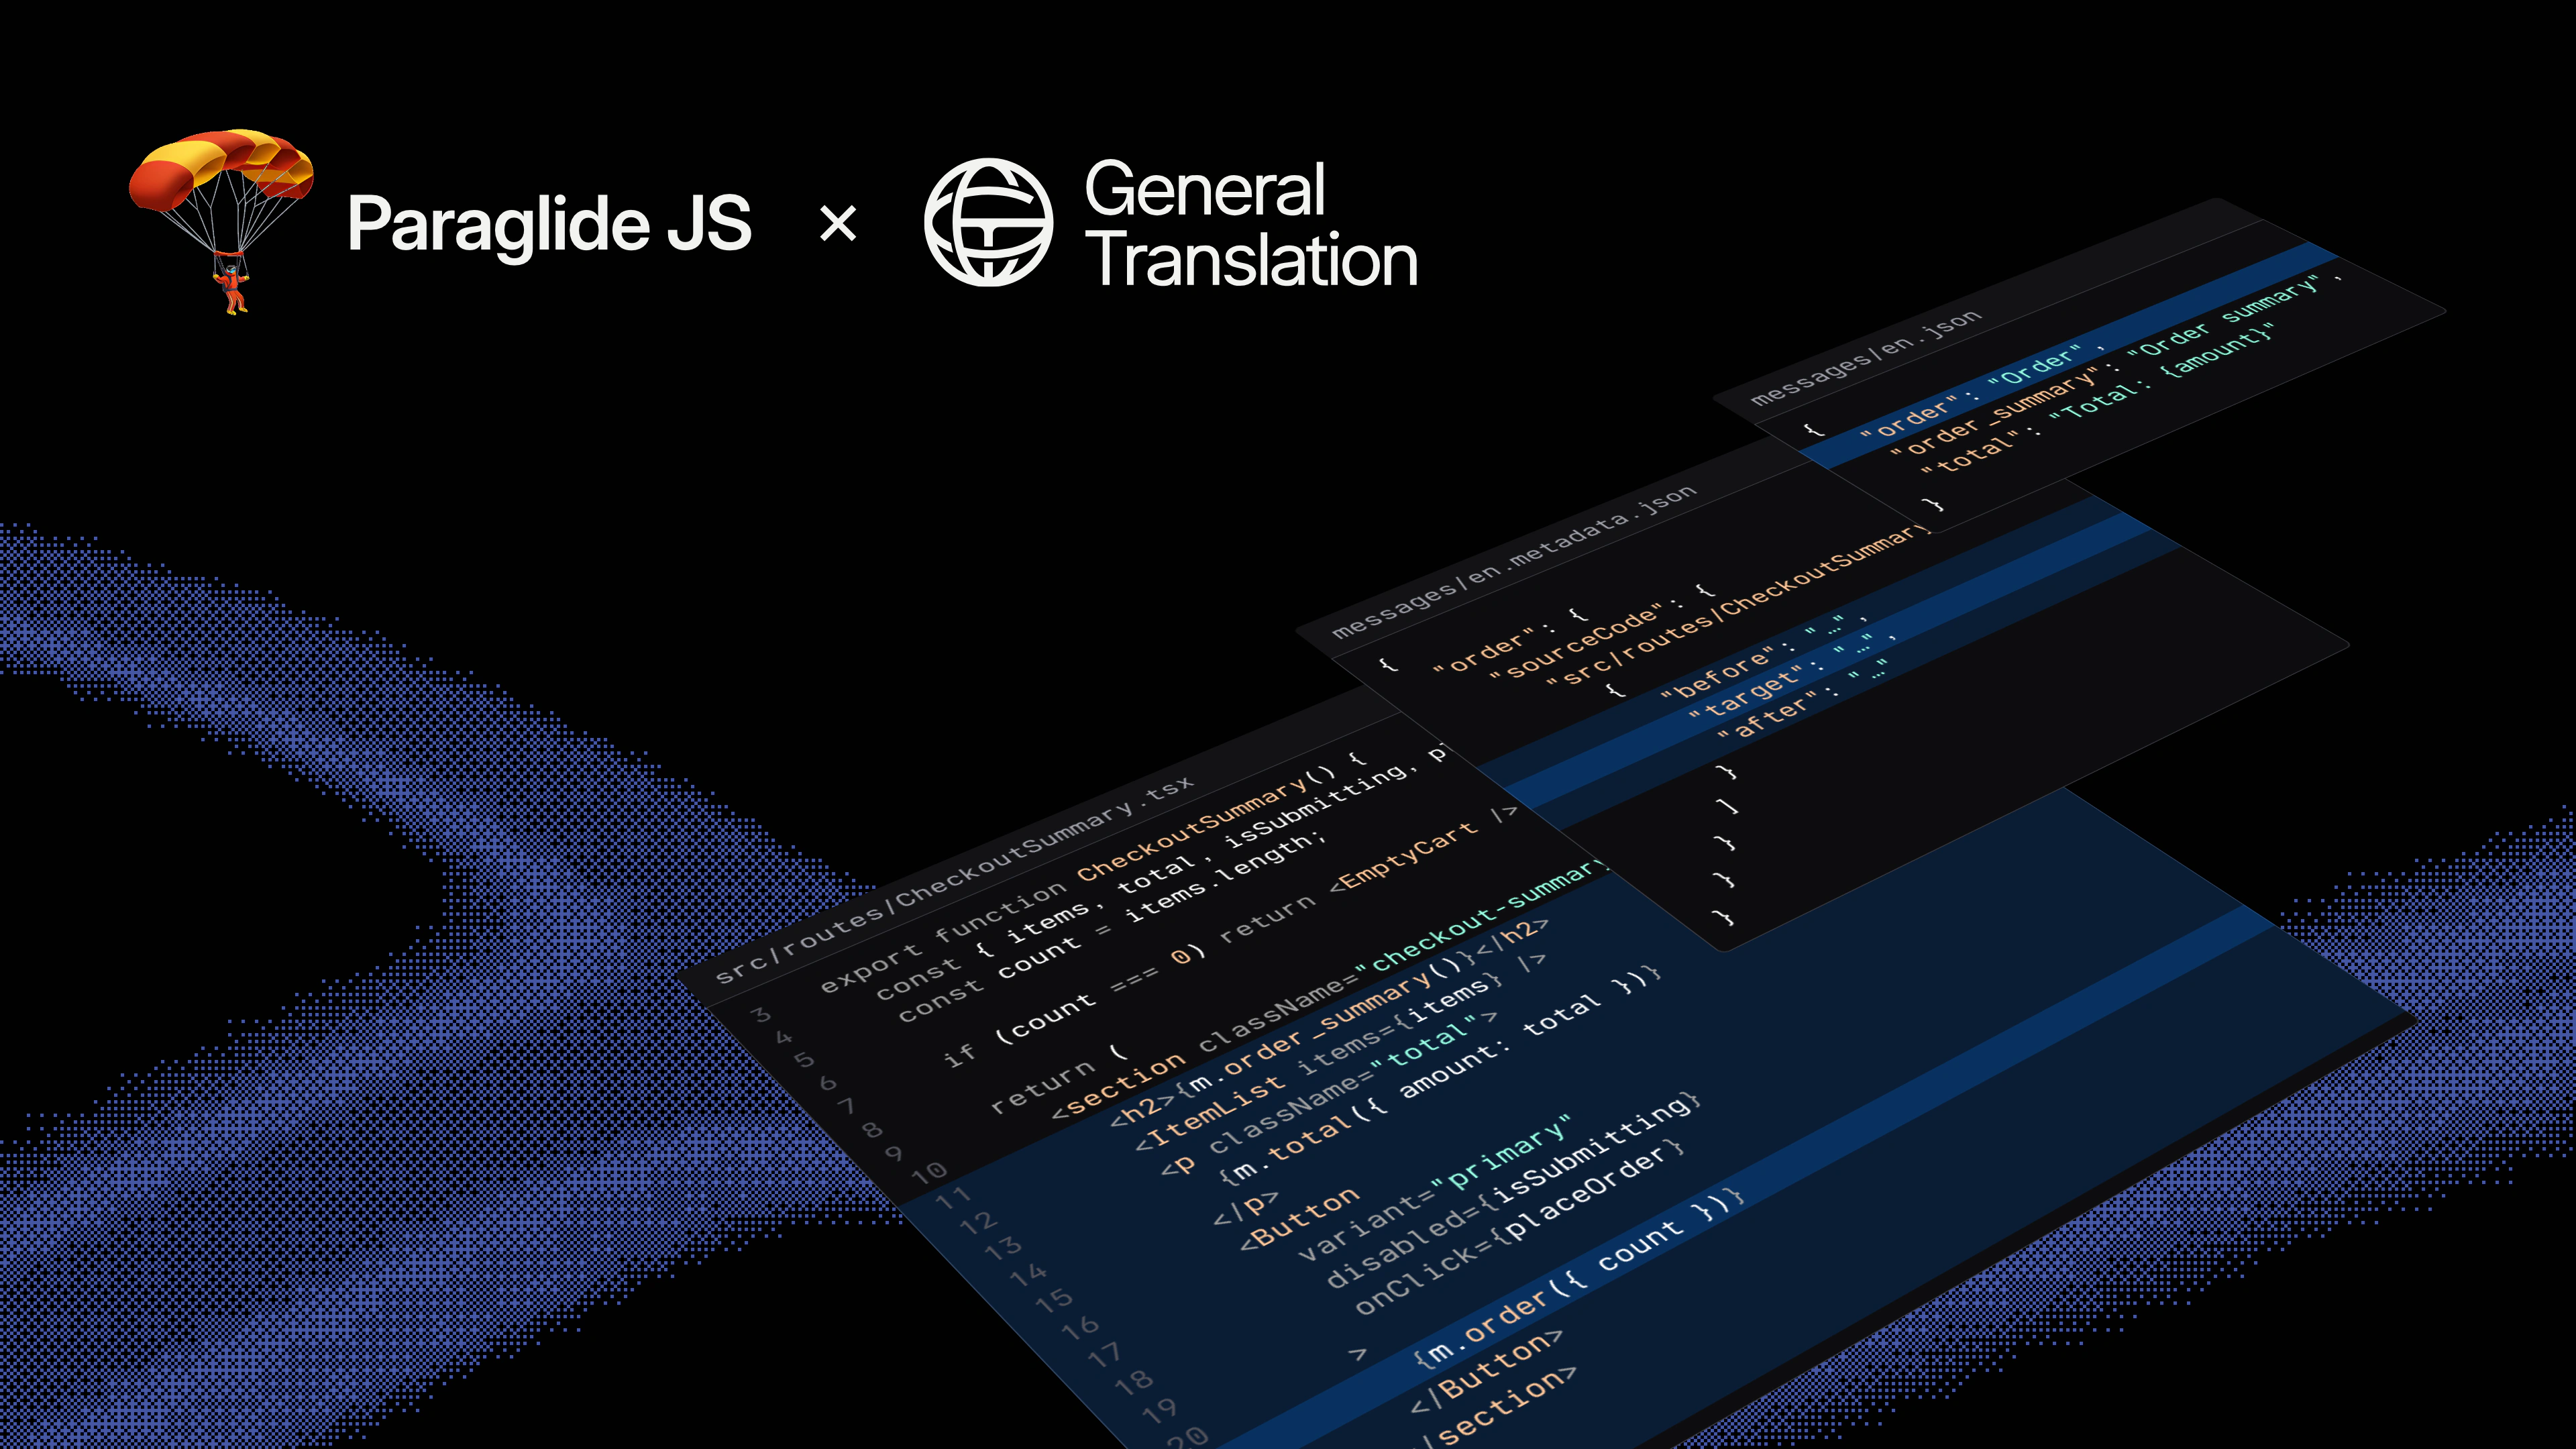 Paraglide JS
×
General
Translation
messages/en.json
{
"order": "Order",
"order_summary": "Order summary",
"total": "Total: {amount}"
}
messages/en.metadata.json
{
"order": {
"sourceCode": {
"src/routes/CheckoutSummary
{
"before": "…",
"target": "…",
"after": "…"
}
]
}
}
}
src/routes/CheckoutSummary.tsx
3 export function CheckoutSummary() {
4 const { items, total, isSubmitting, p
5 const count = items.length;
6
7 if (count === 0) return <EmptyCart />
8
9 return (
10 <section className="checkout-summary
11 <h2>{m.order_summary()}</h2>
12 <ItemList items={items} />
13 <p className="total">
14 {m.total({ amount: total })}
15 </p>
16 <Button
17 variant="primary"
18 disabled={isSubmitting}
19 onClick={placeOrder}
20 >
{m.order({ count })}
</Button>
/section>